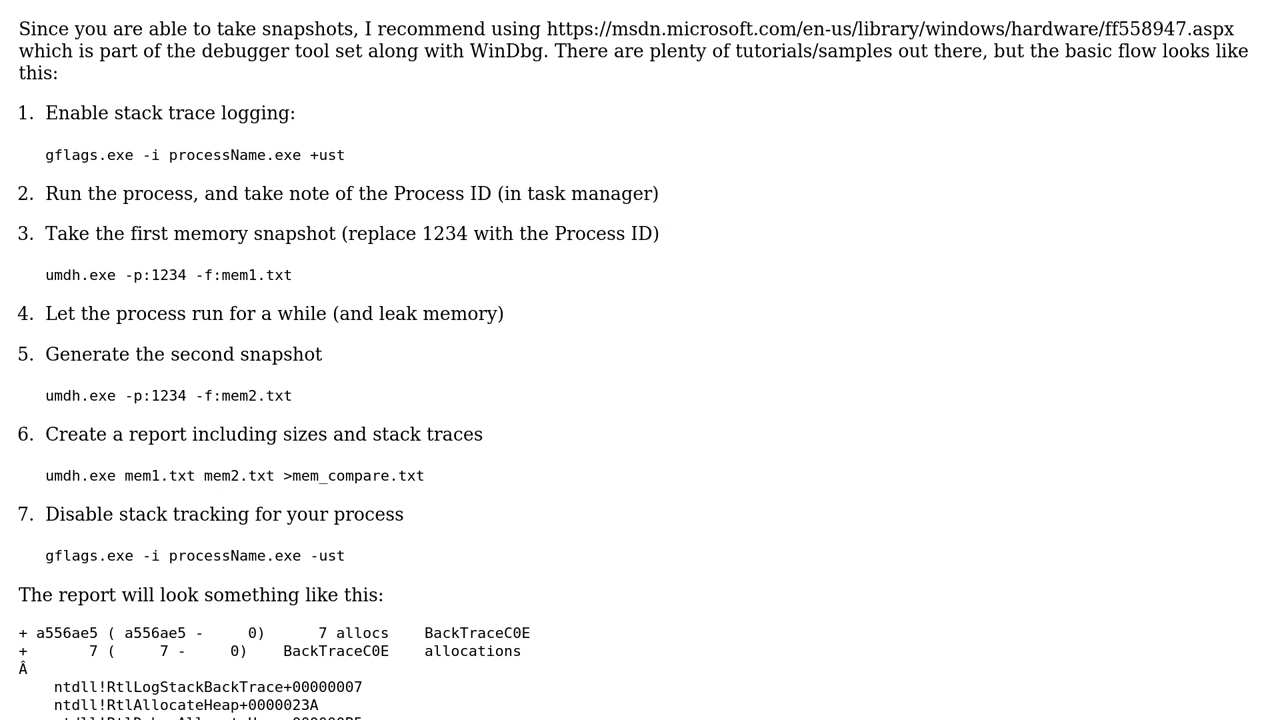 Since you are able to take snapshots, I recommend using https://msdn.microsoft.com/en-us/library/windows/hardware/ff558947.aspx
which is part of the debugger tool set along with WinDbg. There are plenty of tutorials/samples out there, but the basic flow looks like
this:
1. Enable stack trace logging:
gflags.exe -i processName.exe +ust
2. Run the process, and take note of the Process ID (in task manager)
3. Take the first memory snapshot (replace 1234 with the Process ID)
umdh.exe -p:1234 -f:mem1.txt
4. Let the process run for a while (and leak memory)
5. Generate the second snapshot
umdh.exe -p:1234 -f:mem2.txt
6. Create a report including sizes and stack traces
umdh.exe mem1.txt mem2.txt >mem_compare.txt
7. Disable stack tracking for your process
gflags.exe -i processName.exe -ust
The report will look something like this:
+ a556ae5 ( a556ae5 -     0)      7 allocs    BackTraceC0E
+       7 (     7 -     0)    BackTraceC0E    allocations
Â
    ntdll!RtlLogStackBackTrace+00000007
    ntdll!RtlAllocateHeap+0000023A